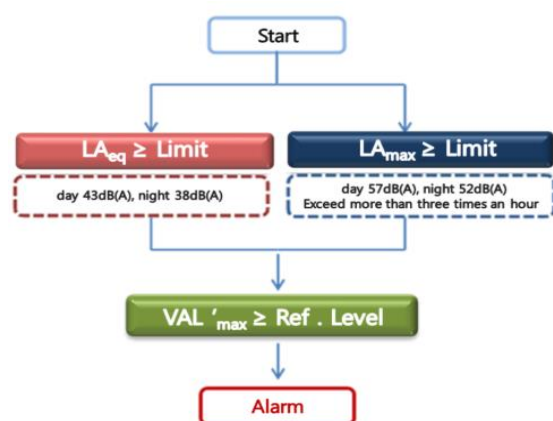 Start
LAeq ≥ Limit
LAmax ≥ Limit
day 43dB(A), night 38dB(A)
day 57dB(A), night 52dB(A)
Exceed more than three times an hour
VAL ‘max ≥ Ref . Level
Alarm